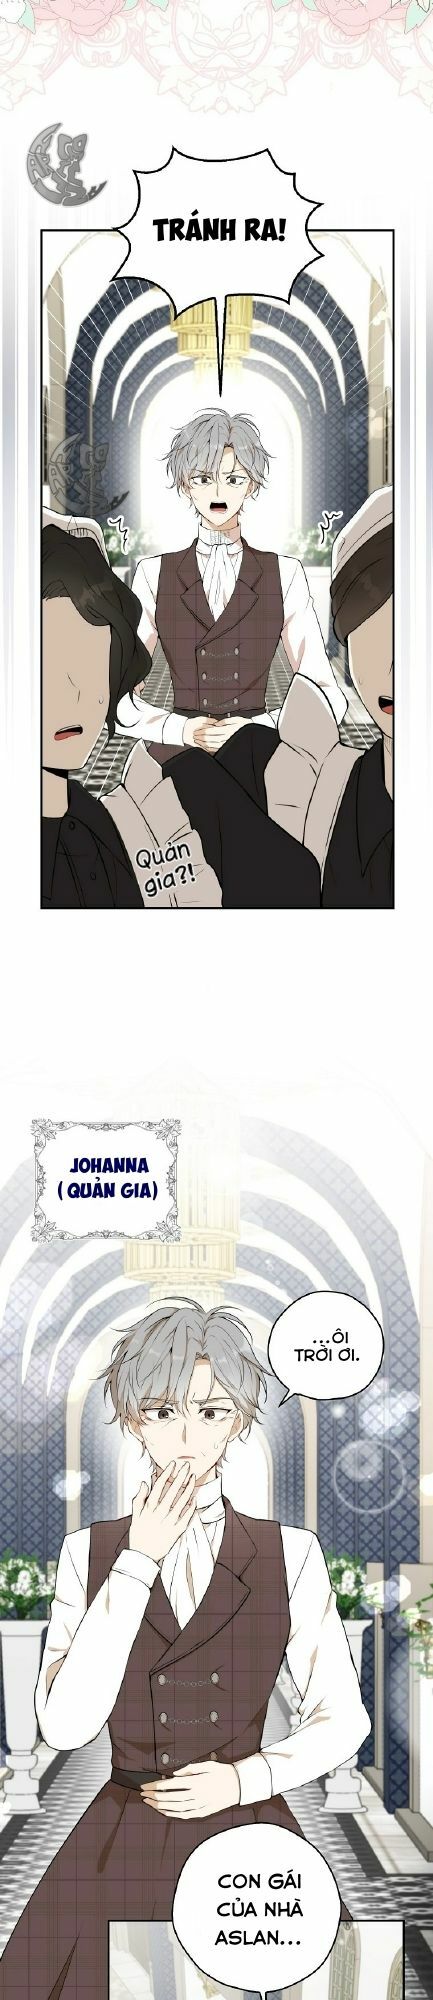 TRÁNH RA!
Quản
gia?!
JOHANNA
(QUẢN GIA)
...ÔI
TRỜI ƠI.
CON GÁI
CỦA NHÀ
ASLAN...